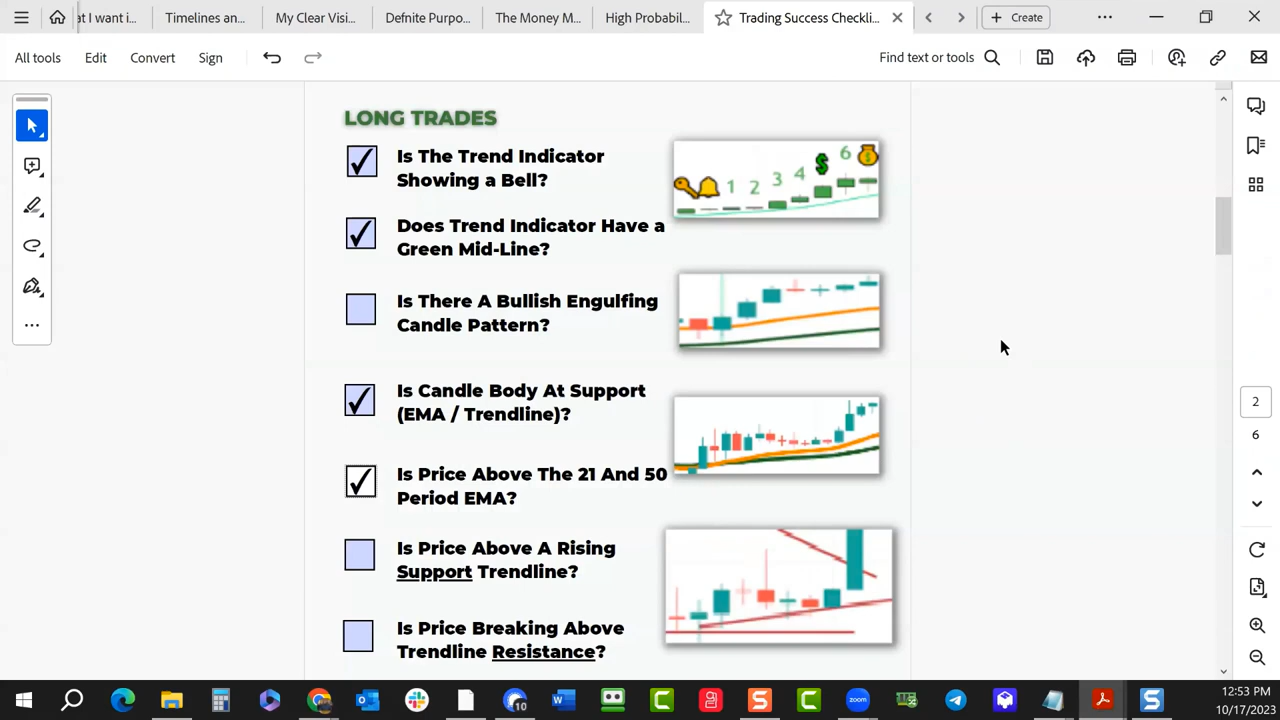 at I want i...
Timelines an...
My Clear Visi...
Defnite Purpo...
The Money M...
High Probabil...
Trading Success Checkli...
Create
All tools
Edit
Convert
Sign
Find text or tools
LONG TRADES
Is The Trend Indicator
Showing a Bell?
1 2 3 4 $ 6 $
Does Trend Indicator Have a
Green Mid-Line?
Is There A Bullish Engulfing
Candle Pattern?
Is Candle Body At Support
(EMA / Trendline)?
Is Price Above The 21 And 50
Period EMA?
Is Price Above A Rising
Support Trendline?
Is Price Breaking Above
Trendline Resistance?
2
6
10
12:53 PM
10/17/2023